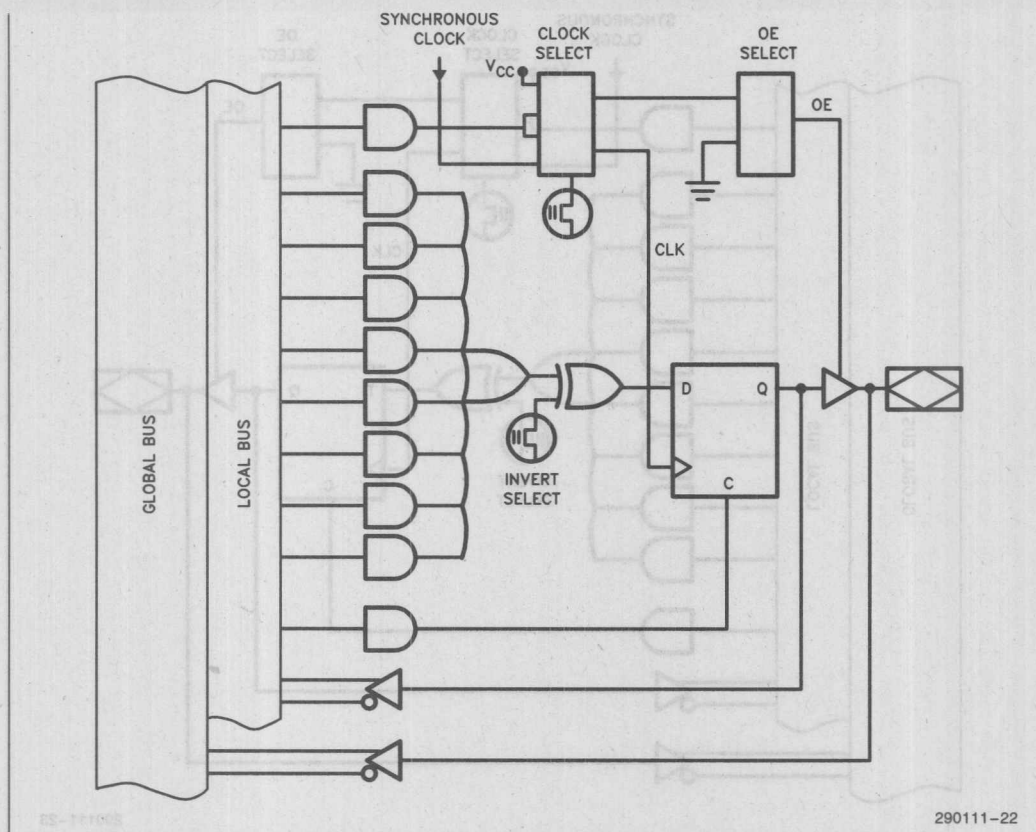 SYNCHRONOUS
CLOCK
CLOCK
SELECT
OE
SELECT
VCC
OE
CLK
D
Q
C
INVERT
SELECT
GLOBAL BUS
LOCAL BUS
290111-22